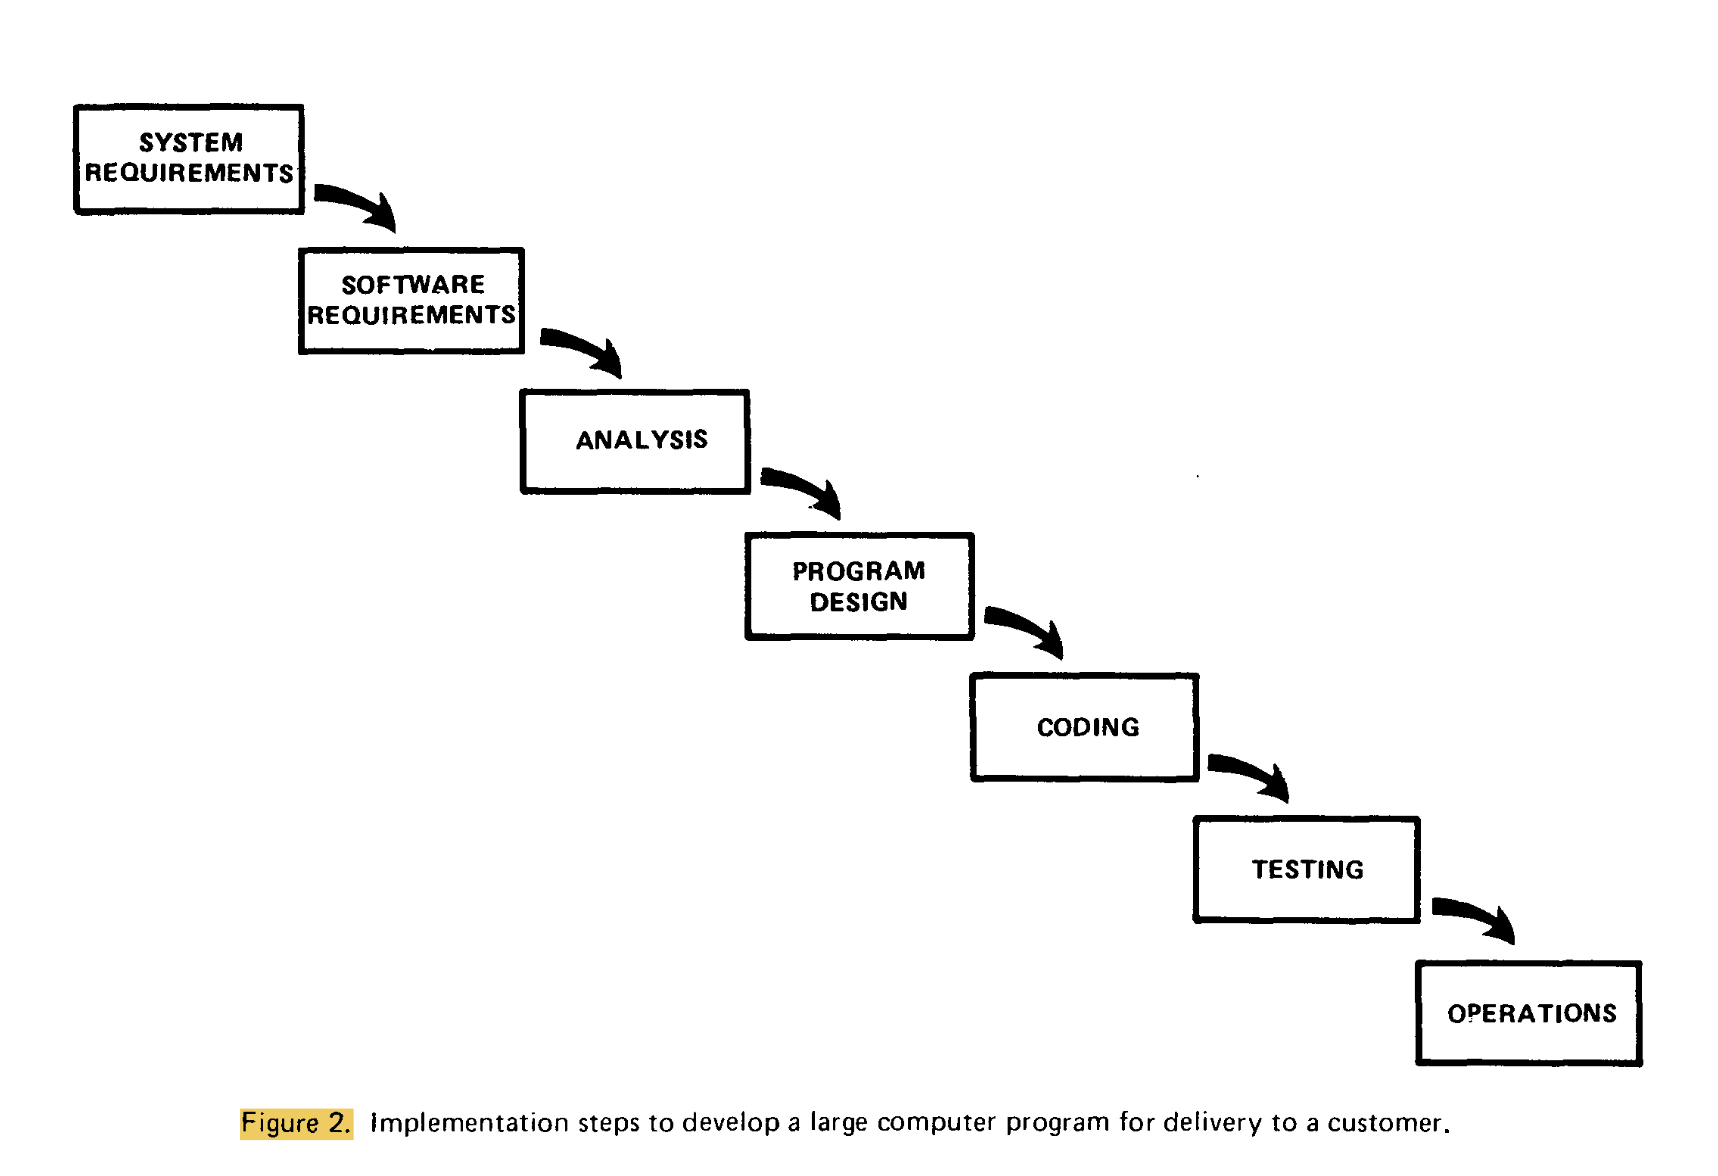 SYSTEM
REQUIREMENTS
SOFTWARE
REQUIREMENTS
ANALYSIS
PROGRAM
DESIGN
CODING
TESTING
OPERATIONS
Figure 2. Implementation steps to develop a large computer program for delivery to a customer.